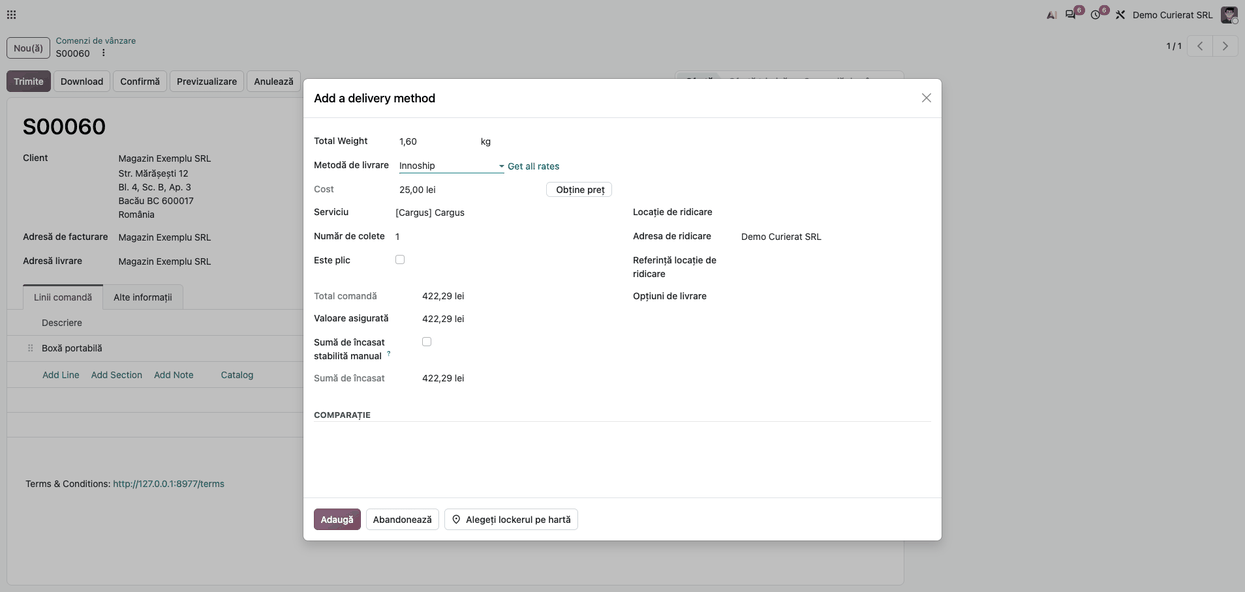 6
6
Demo Curierat SRL
Nou(ă)
Comenzi de vânzare
S00060
1 / 1
Trimite
Download
Confirmă
Previzualizare
Anulează
S00060
Client
Magazin Exemplu SRL
Str. Mărășești 12
Bl. 4, Sc. B, Ap. 3
Bacău BC 600017
România
Adresă de facturare
Magazin Exemplu SRL
Adresă livrare
Magazin Exemplu SRL
Linii comandă
Alte informații
Descriere
Boxă portabilă
Add Line
Add Section
Add Note
Catalog
Terms & Conditions: http://127.0.0.1:8977/terms
Add a delivery method
Total Weight
1,60
kg
Metodă de livrare
Innoship
Get all rates
Cost
25,00 lei
Obține preț
Serviciu
[Cargus] Cargus
Locație de ridicare
Număr de colete
1
Adresa de ridicare
Demo Curierat SRL
Este plic
Referință locație de
ridicare
Total comandă
422,29 lei
Opțiuni de livrare
Valoare asigurată
422,29 lei
Sumă de încasat
stabilită manual ?
Sumă de încasat
422,29 lei
COMPARAȚIE
Adaugă
Abandonează
Alegeți lockerul pe hartă